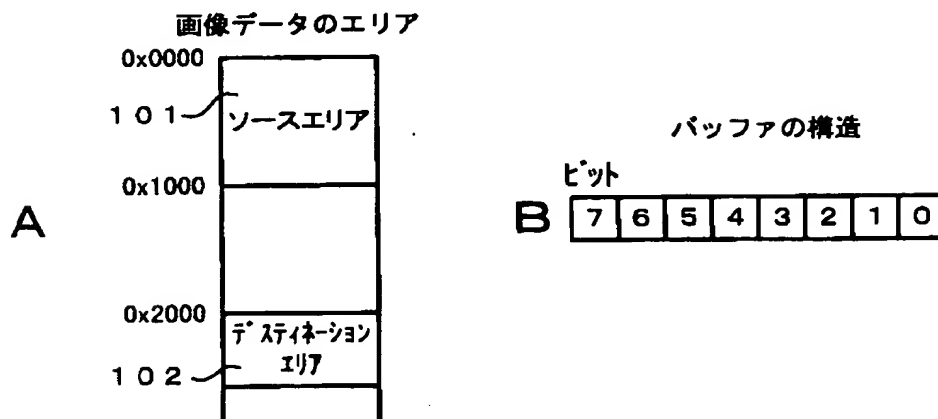 画像データのエリア
0x0000
101
ソースエリア
0x1000
A
0x2000
デスティネーション
エリア
102
バッファの構造
ビット
B 7 6 5 4 3 2 1 0